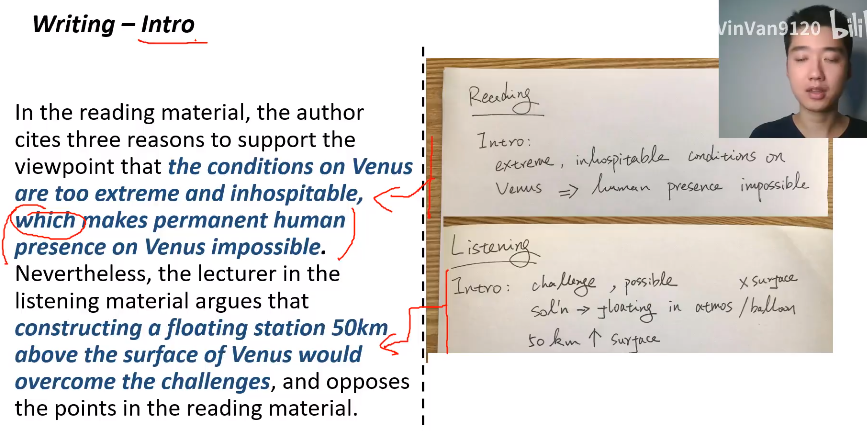 Writing – Intro
VinVan9120 bili
In the reading material, the author
cites three reasons to support the
viewpoint that the conditions on Venus
are too extreme and inhospitable,
which makes permanent human
presence on Venus impossible.
Nevertheless, the lecturer in the
listening material argues that
constructing a floating station 50km
above the surface of Venus would
overcome the challenges, and opposes
the points in the reading material.
Reading
Intro:
extreme, inhospitable conditions on
Venus ⇒ human presence impossible
Listening
Intro: challenge, possible x surface
sol'n → floating in atmos /balloon
50 km ↑ surface